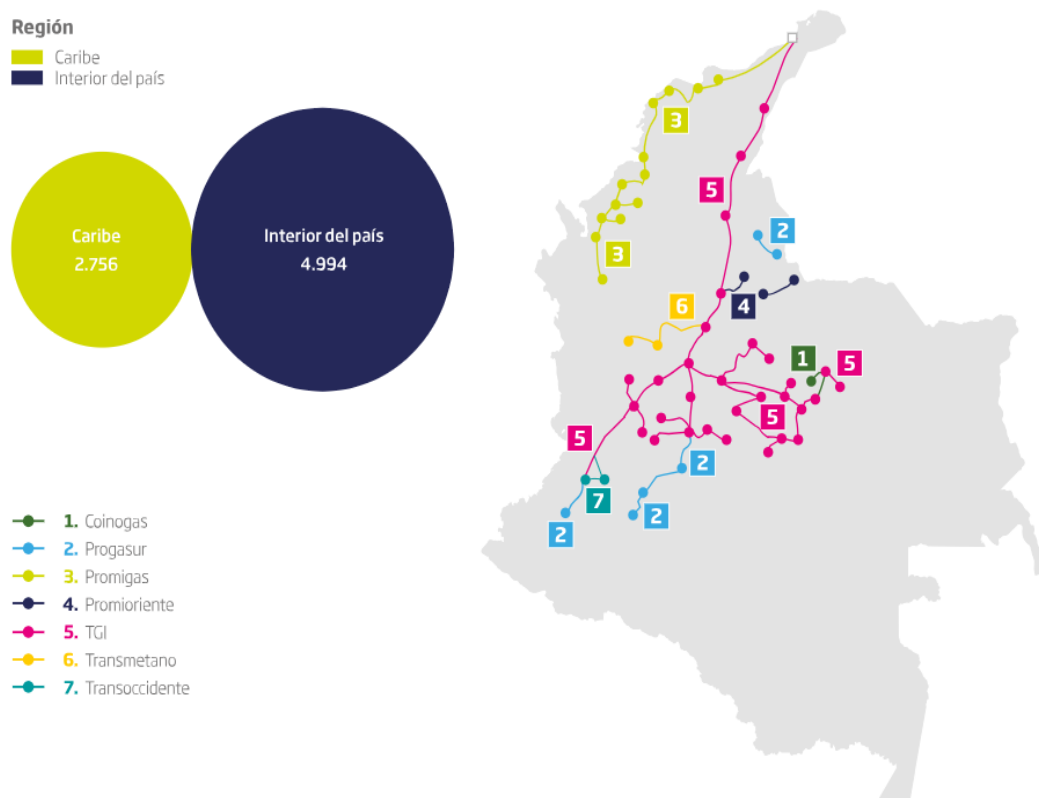 Región
Caribe
Interior del país
Caribe
2.756
Interior del país
4.994
3
5
2
3
4
6
1
5
5
5
2
7
2
2
1. Coinogas
2. Progasur
3. Promigas
4. Promioriente
5. TGI
6. Transmetano
7. Transoccidente